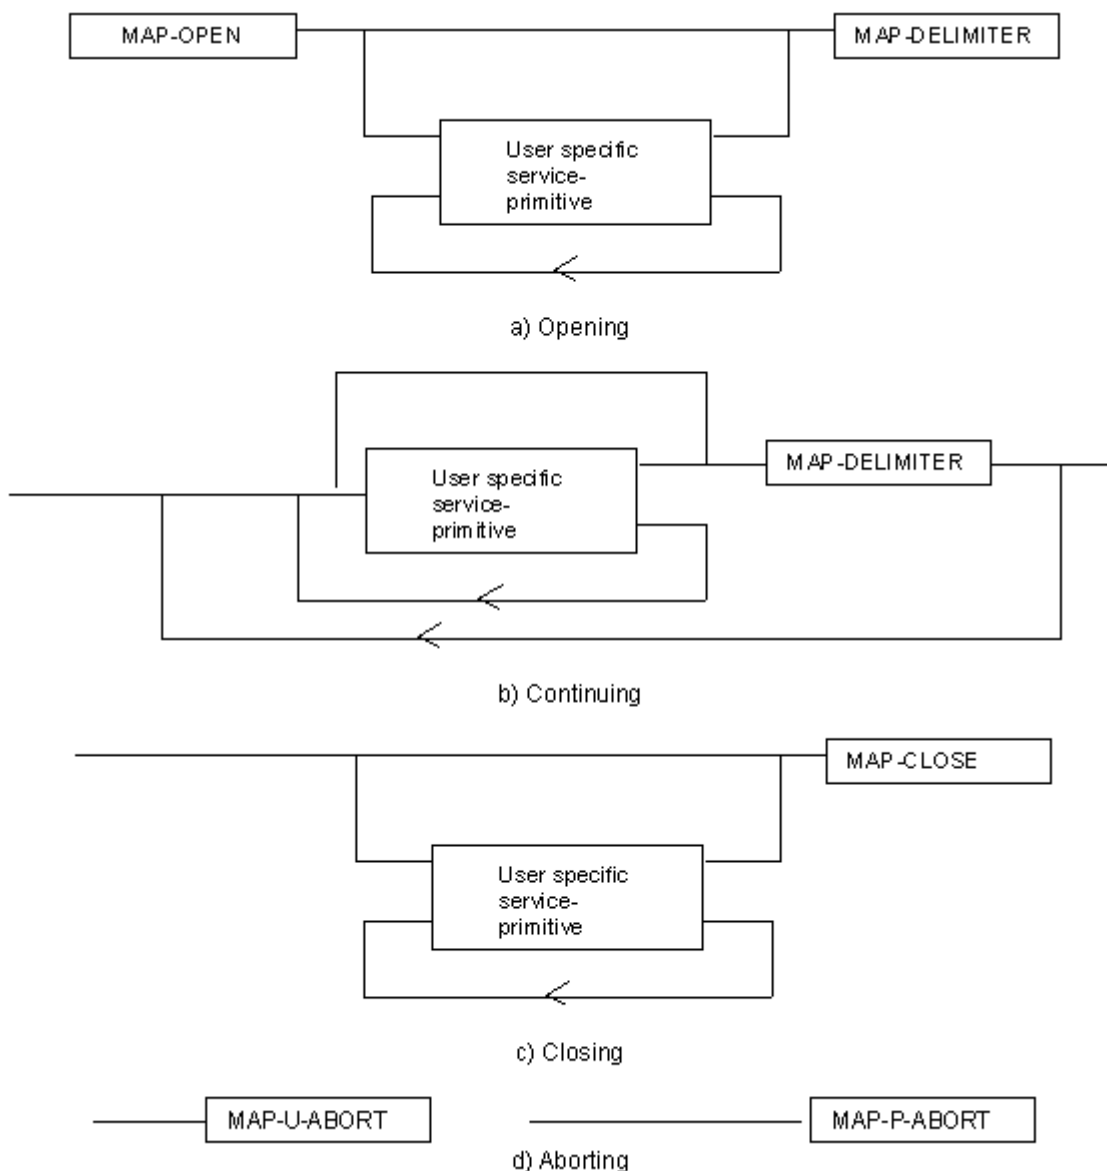 MAP-OPEN
MAP-DELIMITER
User specific
service-
primitive
a) Opening
User specific
service-
primitive
MAP-DELIMITER
b) Continuing
MAP-CLOSE
User specific
service-
primitive
c) Closing
MAP-U-ABORT
MAP-P-ABORT
d) Aborting